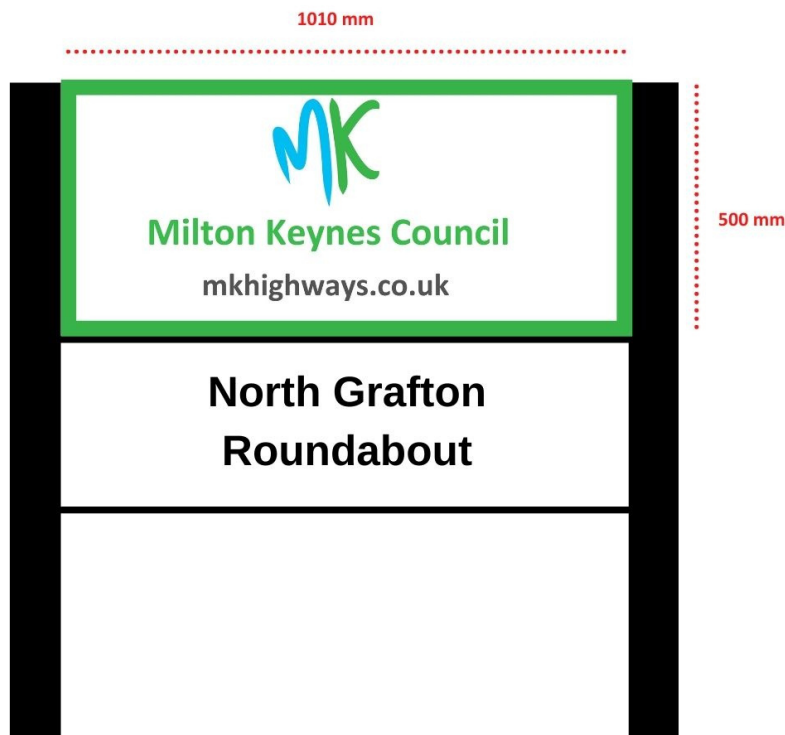 1010 mm
MK
Milton Keynes Council
500 mm
mkhighways.co.uk
North Grafton
Roundabout